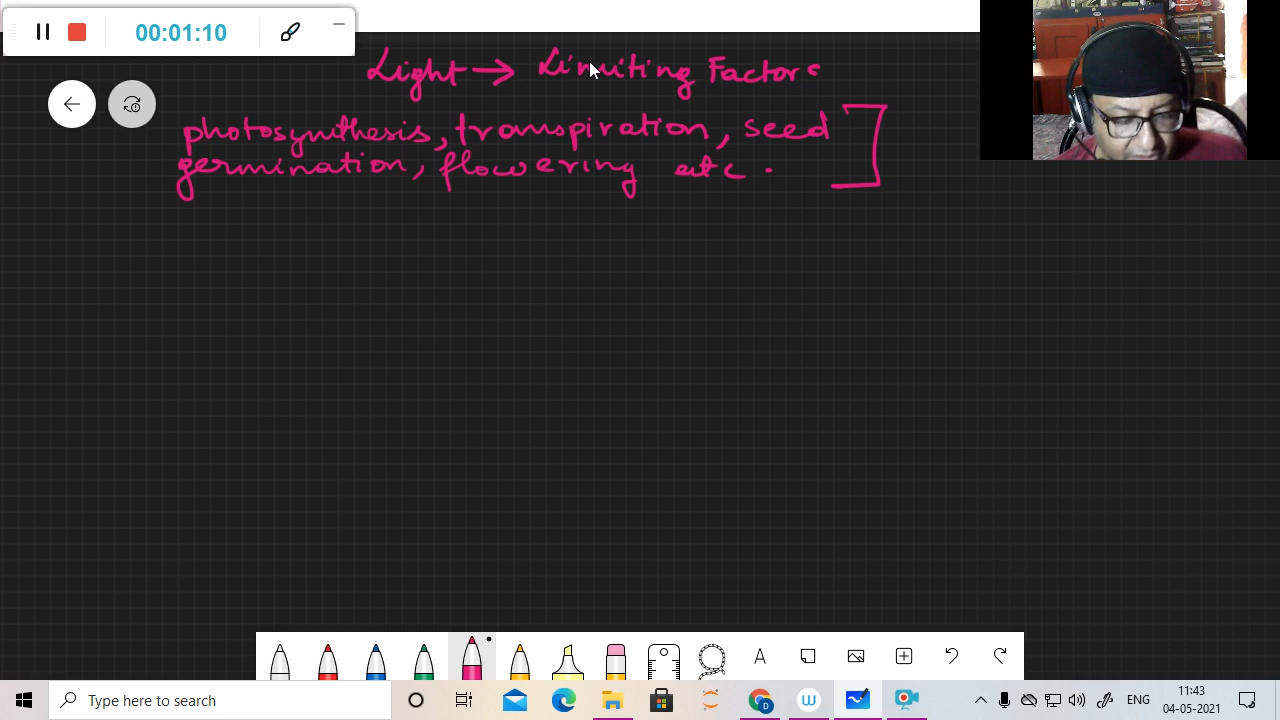 00:01:10
Light → Limiting Factors
photosynthesis, transpiration, seed
germination, flowering etc.
A
Type here to search
D
W
ENG
11:43
04-05-2021